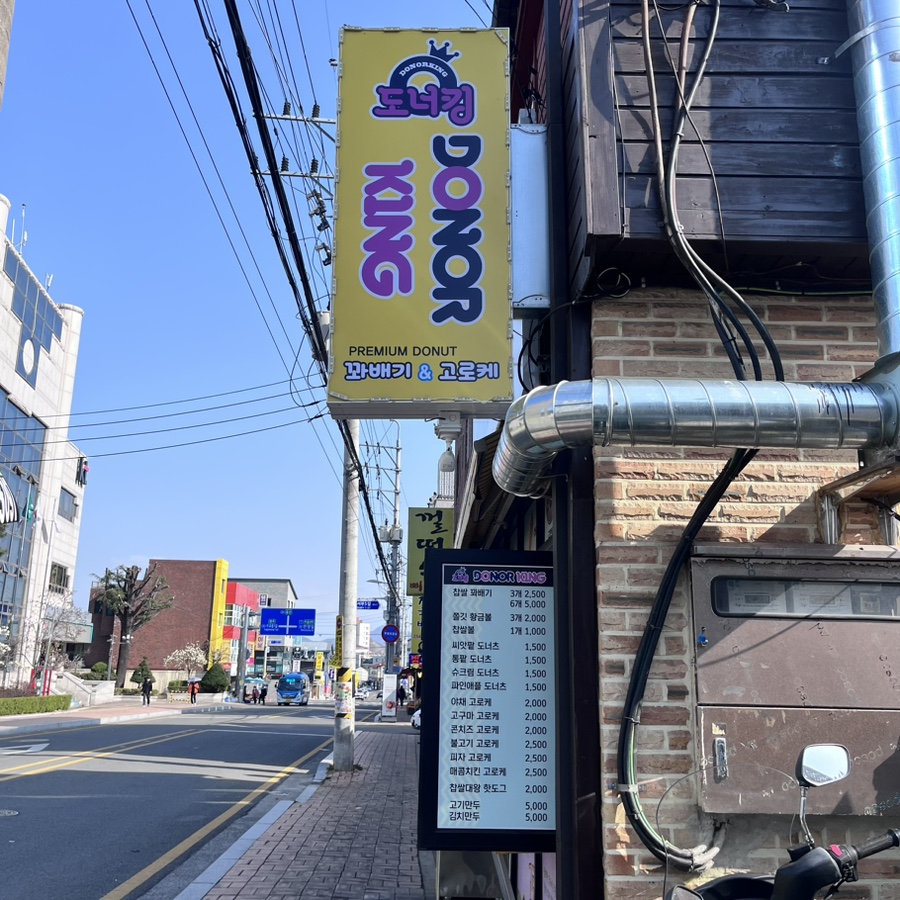 DONORKING
도너킹
DONOR
KING
PREMIUM DONUT
꽈배기 & 고로케
껄
떡
DONOR KING
찹쌀 꽈배기 3개 2,500
6개 5,000
쫄깃 황금볼 3개 2,000
찹쌀볼 1개 1,000
씨앗팥 도너츠 1,500
통팥 도너츠 1,500
슈크림 도너츠 1,500
파인애플 도너츠 1,500
야채 고로케 2,000
고구마 고로케 2,000
콘치즈 고로케 2,000
불고기 고로케 2,500
피자 고로케 2,500
매콤치킨 고로케 2,500
찹쌀대왕 핫도그 2,000
고기만두 5,000
김치만두 5,000